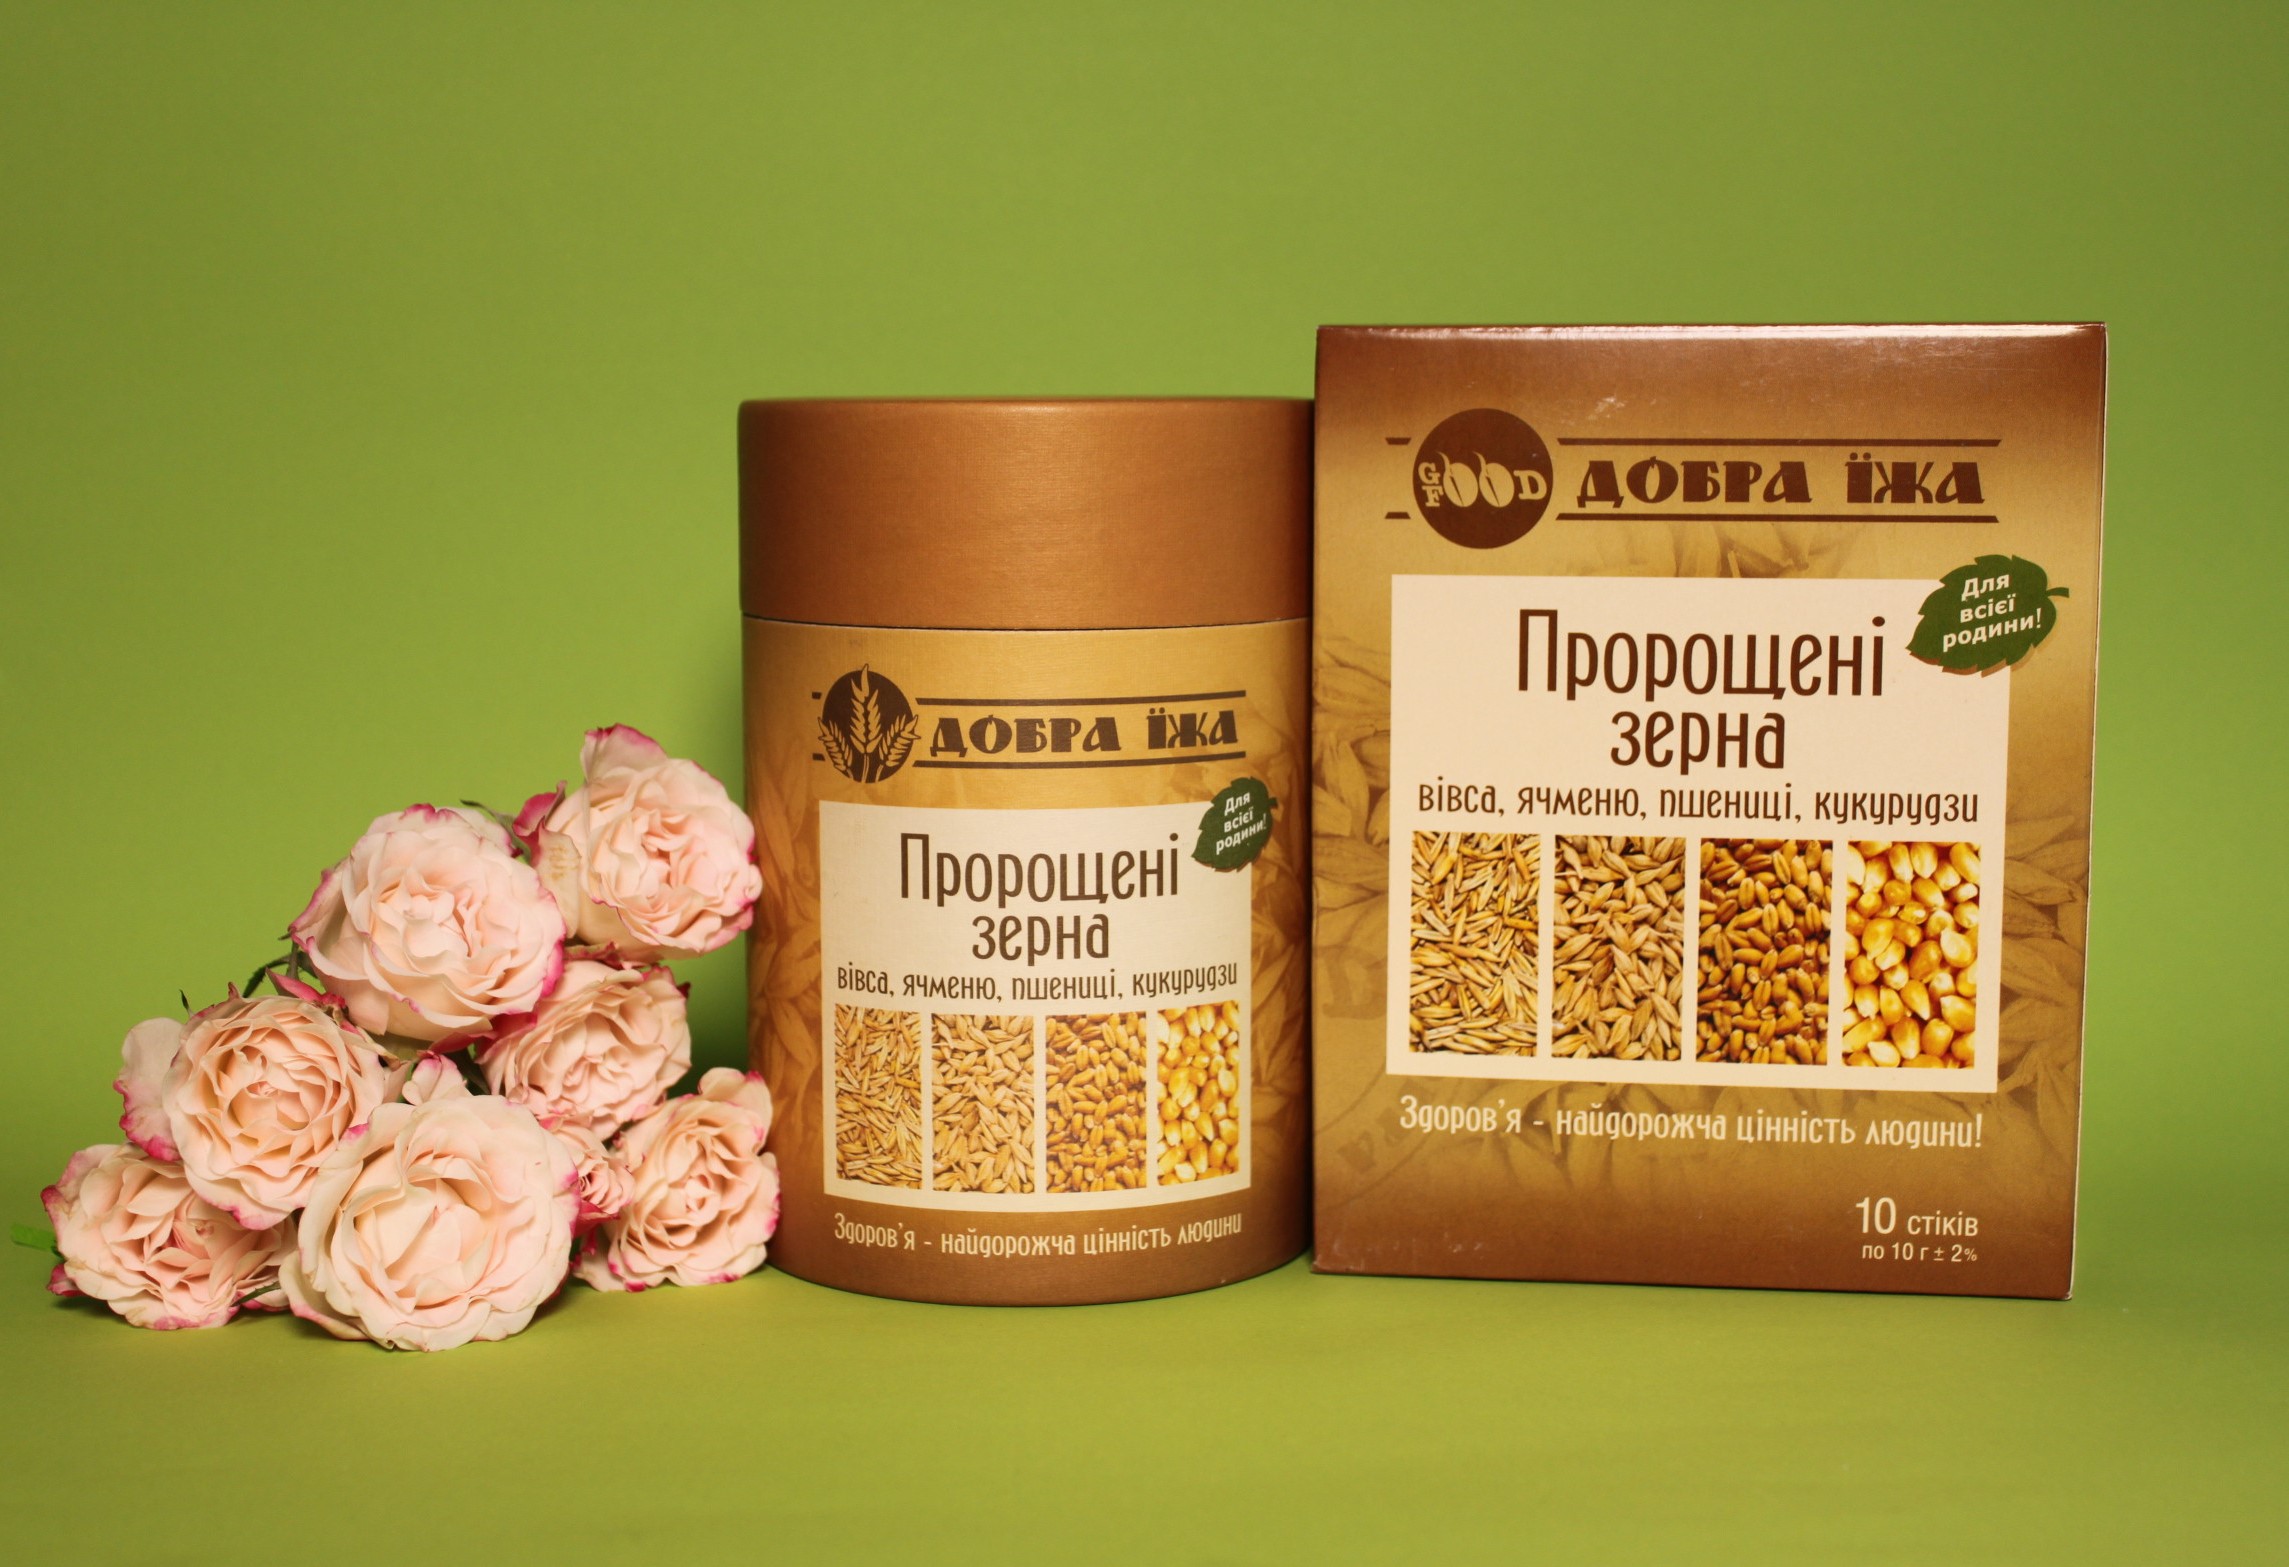 ДОБРА ЇЖА
Для
всієї
родини!
Пророщені
зерна
вівса, ячменю, пшениці, кукурудзи
Здоров'я - найдорожча цінність людини
GOOD
FOOD
ДОБРА ЇЖА
Для
всієї
родини!
Пророщені
зерна
вівса, ячменю, пшениці, кукурудзи
Здоров'я - найдорожча цінність людини!
10 стіків
по 10 г ± 2%